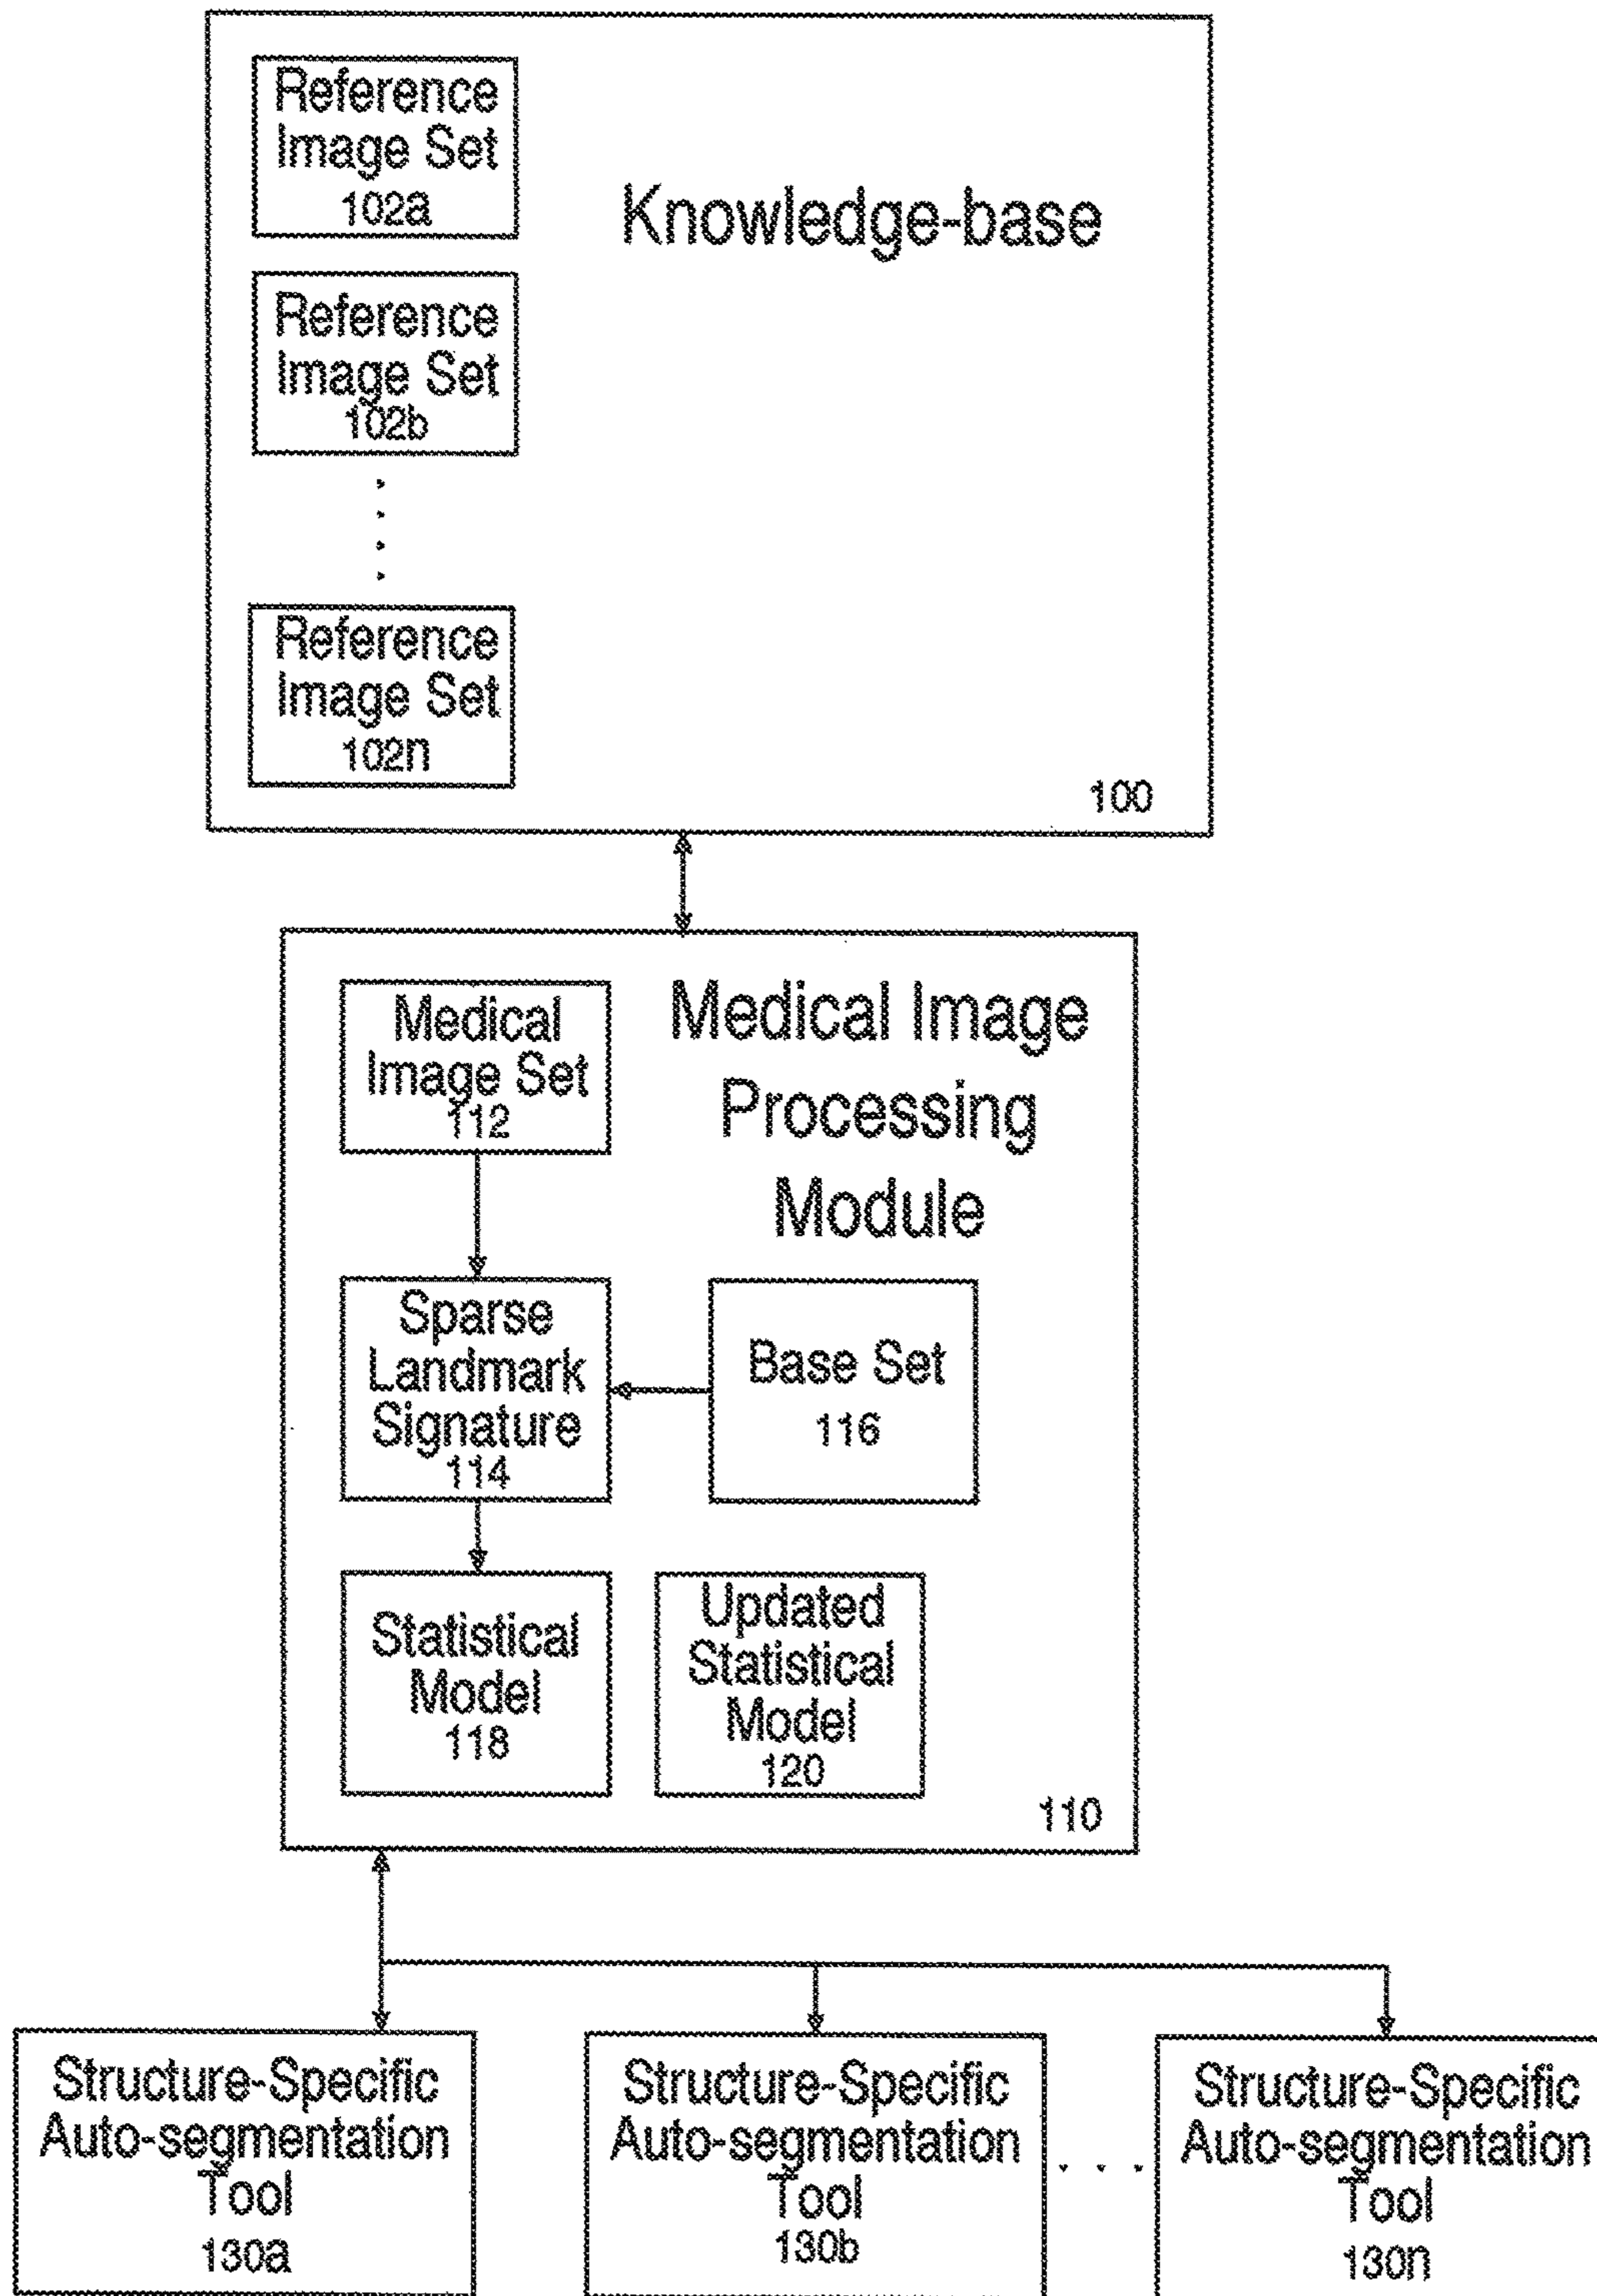 Reference
Image Set
102a
Knowledge-base
Reference
Image Set
102b
Reference
Image Set
102n
100
Medical
Image Set
112
Medical Image
Processing
Module
Sparse
Landmark
Signature
114
Base Set
116
Statistical
Model
118
Updated
Statistical
Model
120
110
Structure-Specific
Auto-segmentation
Tool
130a
Structure-Specific
Auto-segmentation
Tool
130b
. . .
Structure-Specific
Auto-segmentation
Tool
130n